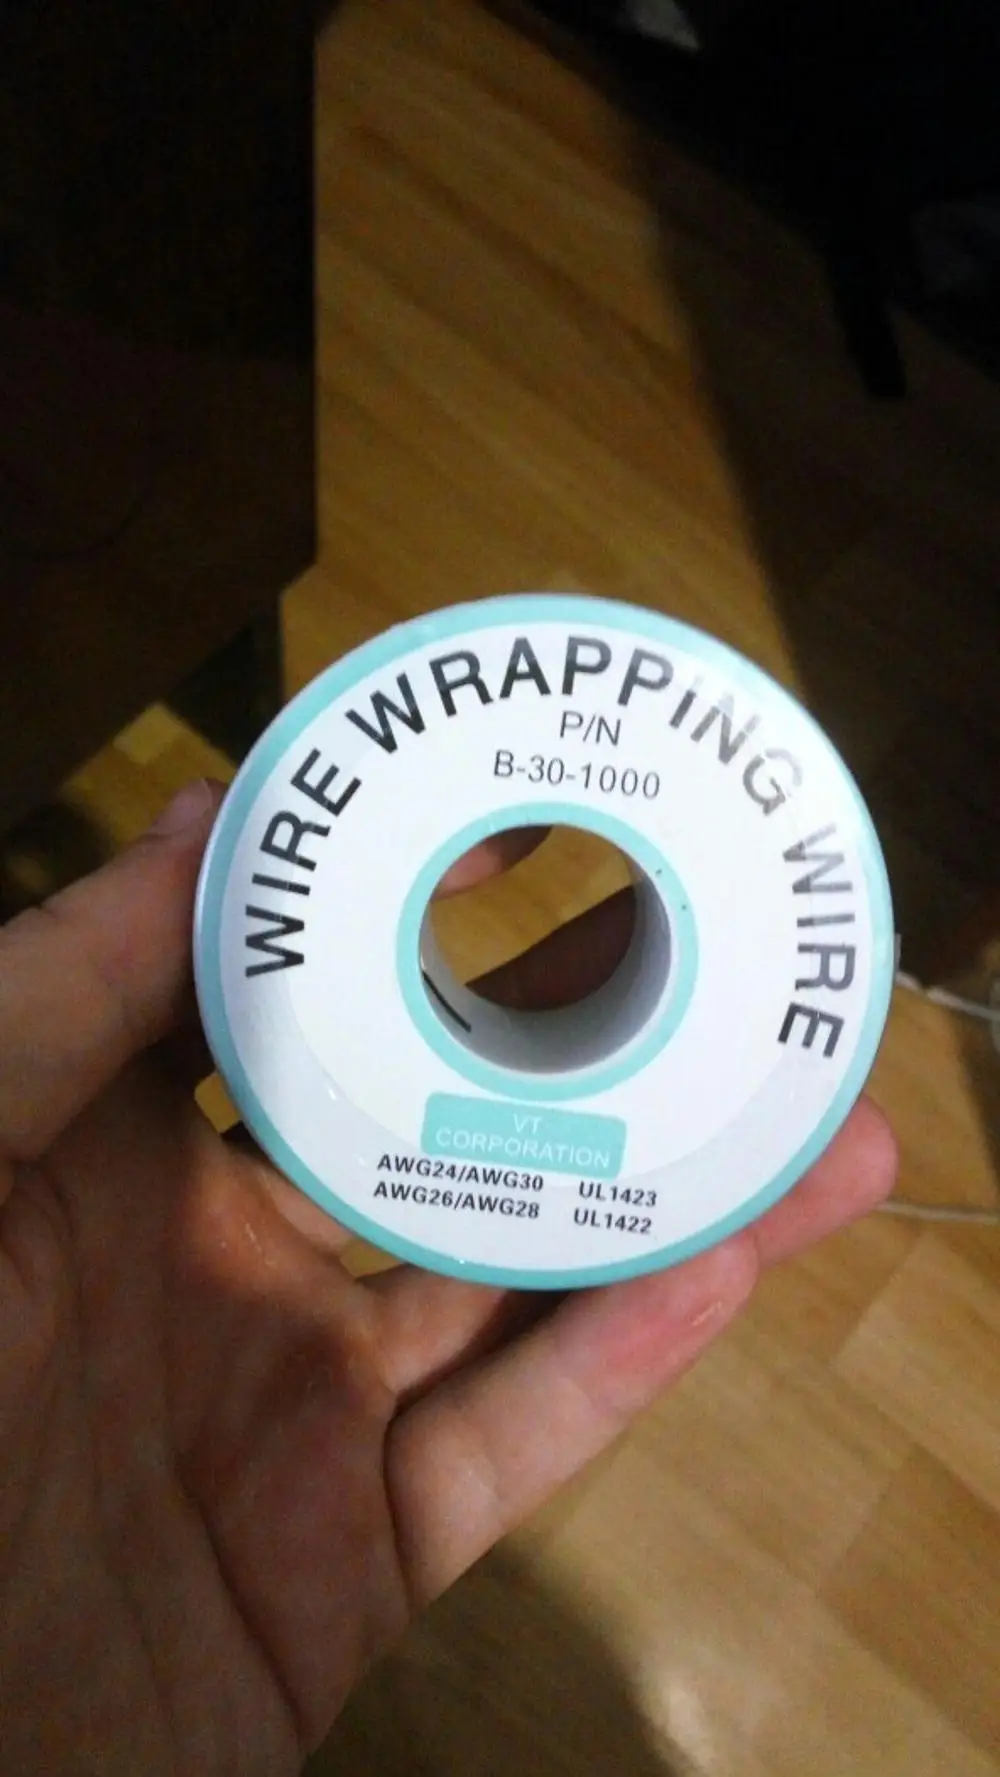 WIRE WRAPPING WIRE
P/N
B-30-1000
VT
CORPORATION
AWG24/AWG30 UL1423
AWG26/AWG28 UL1422